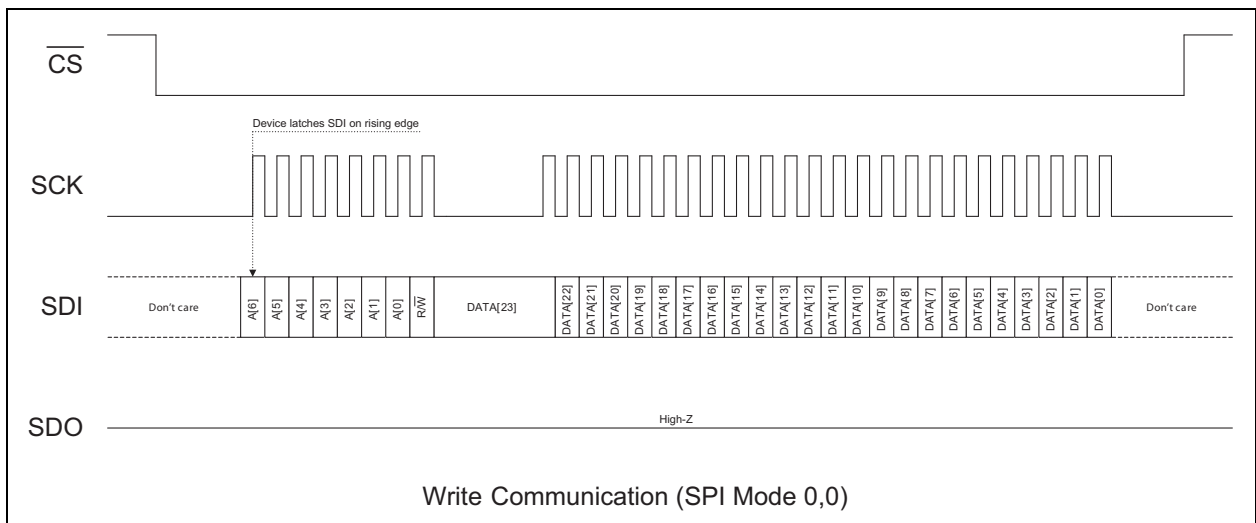 CS
Device latches SDI on rising edge
SCK
SDI
Don't care
A[6]
A[5]
A[4]
A[3]
A[2]
A[1]
A[0]
R/W
DATA[23]
DATA[22]
DATA[21]
DATA[20]
DATA[19]
DATA[18]
DATA[17]
DATA[16]
DATA[15]
DATA[14]
DATA[13]
DATA[12]
DATA[11]
DATA[10]
DATA[9]
DATA[8]
DATA[7]
DATA[6]
DATA[5]
DATA[4]
DATA[3]
DATA[2]
DATA[1]
DATA[0]
Don't care
SDO
High-Z
Write Communication (SPI Mode 0,0)